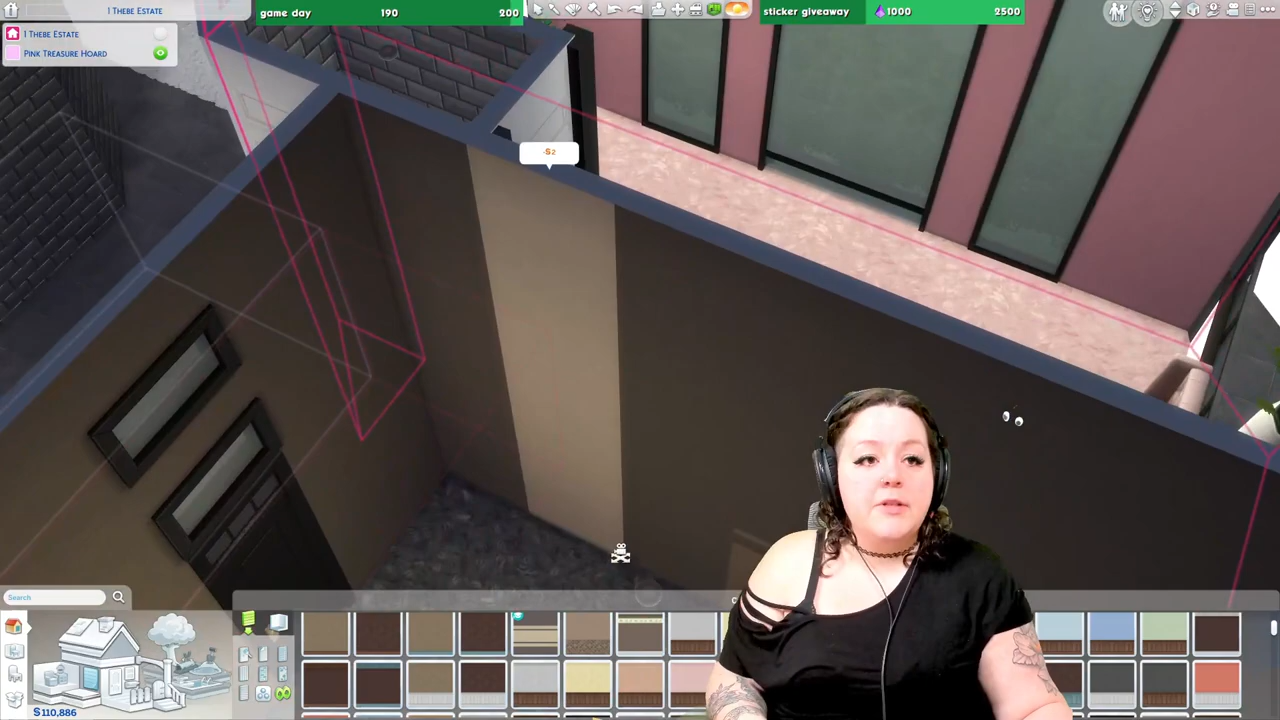 1 THEBE ESTATE
game day 190 200
sticker giveaway 1000 2500
1 THEBE ESTATE
PINK TREASURE HOARD
-§2
Search
§110,886